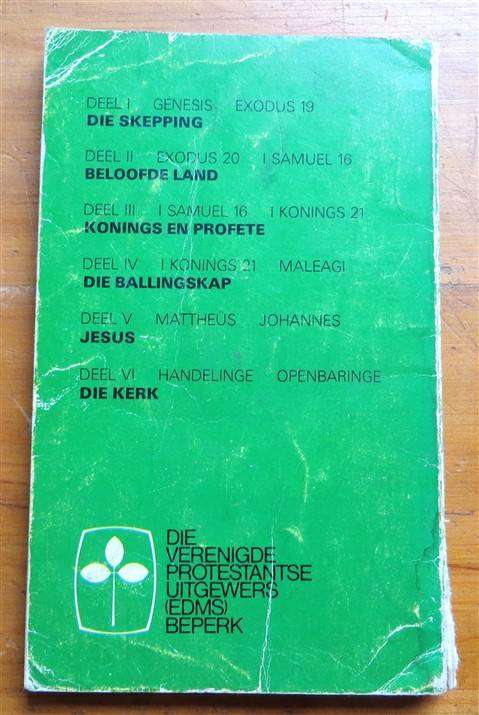 DEEL I GENESIS EXODUS 19
DIE SKEPPING
DEEL II EXODUS 20 I SAMUEL 16
BELOOFDE LAND
DEEL III I SAMUEL 16 I KONINGS 21
KONINGS EN PROFETE
DEEL IV I KONINGS 21 MALEAGI
DIE BALLINGSKAP
DEEL V MATTHEÜS JOHANNES
JESUS
DEEL VI HANDELINGE OPENBARINGE
DIE KERK
DIE
VERENIGDE
PROTESTANTSE
UITGEWERS
(EDMS)
BEPERK